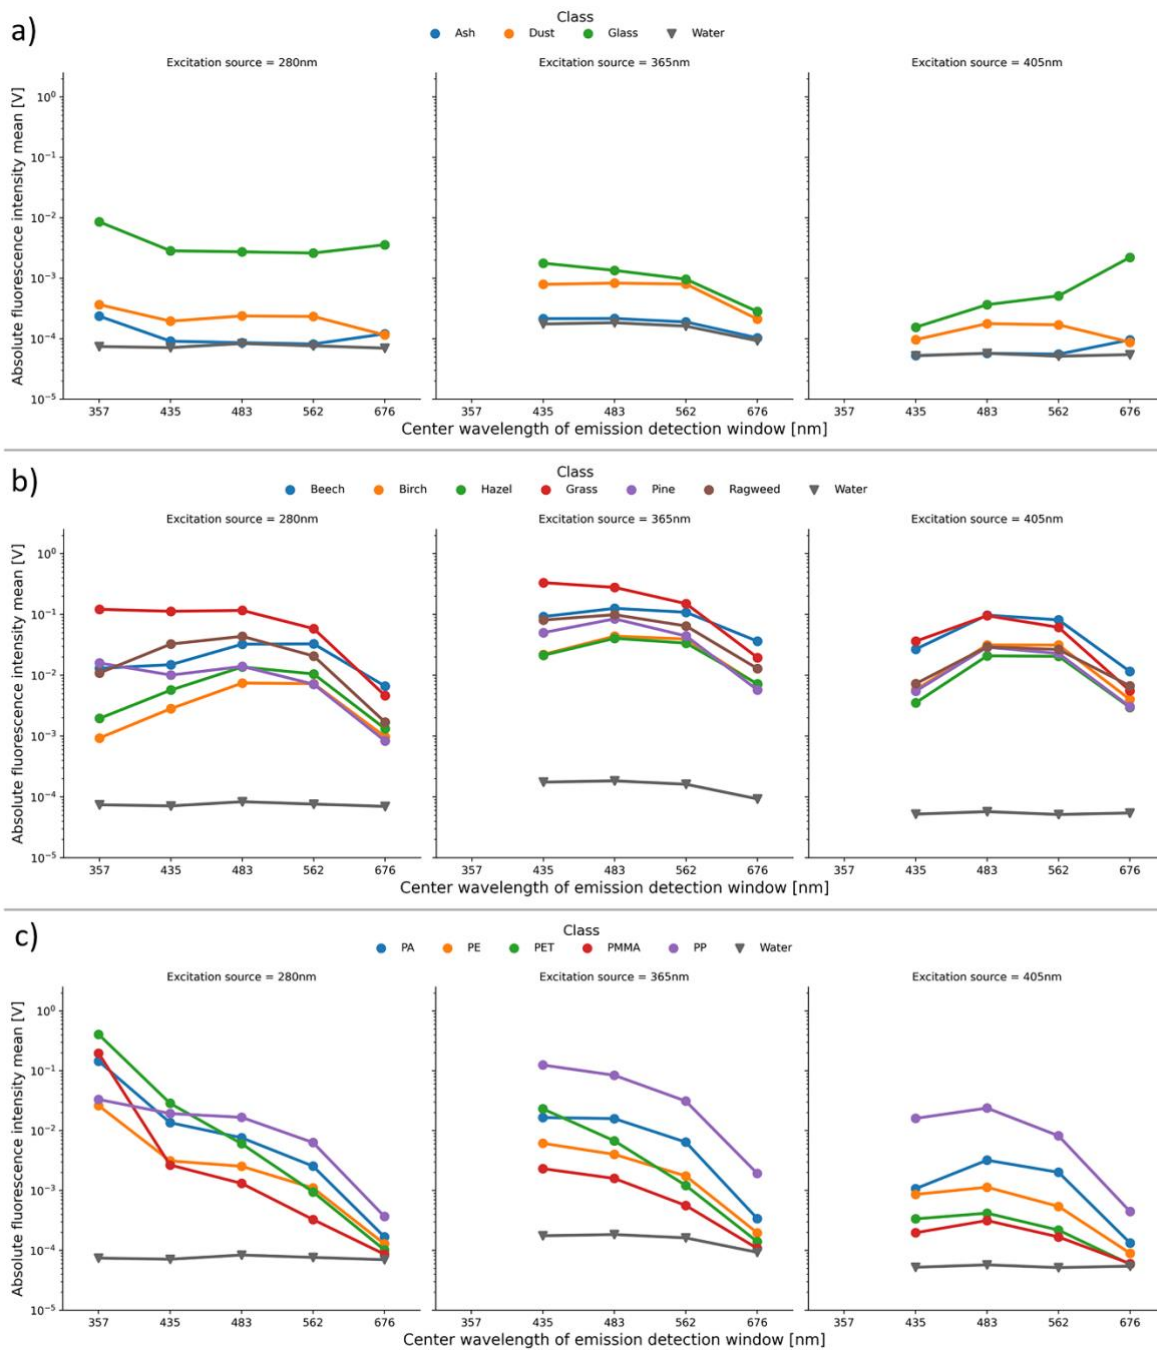 a)
Class
Ash Dust Glass Water
Excitation source = 280nm Excitation source = 365nm Excitation source = 405nm
Absolute fluorescence intensity mean [V]
10⁰
10⁻¹
10⁻²
10⁻³
10⁻⁴
10⁻⁵
357 435 483 562 676 357 435 483 562 676 357 435 483 562 676
Center wavelength of emission detection window [nm]
b)
Class
Beech Birch Hazel Grass Pine Ragweed Water
Excitation source = 280nm Excitation source = 365nm Excitation source = 405nm
Absolute fluorescence intensity mean [V]
10⁰
10⁻¹
10⁻²
10⁻³
10⁻⁴
10⁻⁵
357 435 483 562 676 357 435 483 562 676 357 435 483 562 676
Center wavelength of emission detection window [nm]
c)
Class
PA PE PET PMMA PP Water
Excitation source = 280nm Excitation source = 365nm Excitation source = 405nm
Absolute fluorescence intensity mean [V]
10⁰
10⁻¹
10⁻²
10⁻³
10⁻⁴
10⁻⁵
357 435 483 562 676 357 435 483 562 676 357 435 483 562 676
Center wavelength of emission detection window [nm]